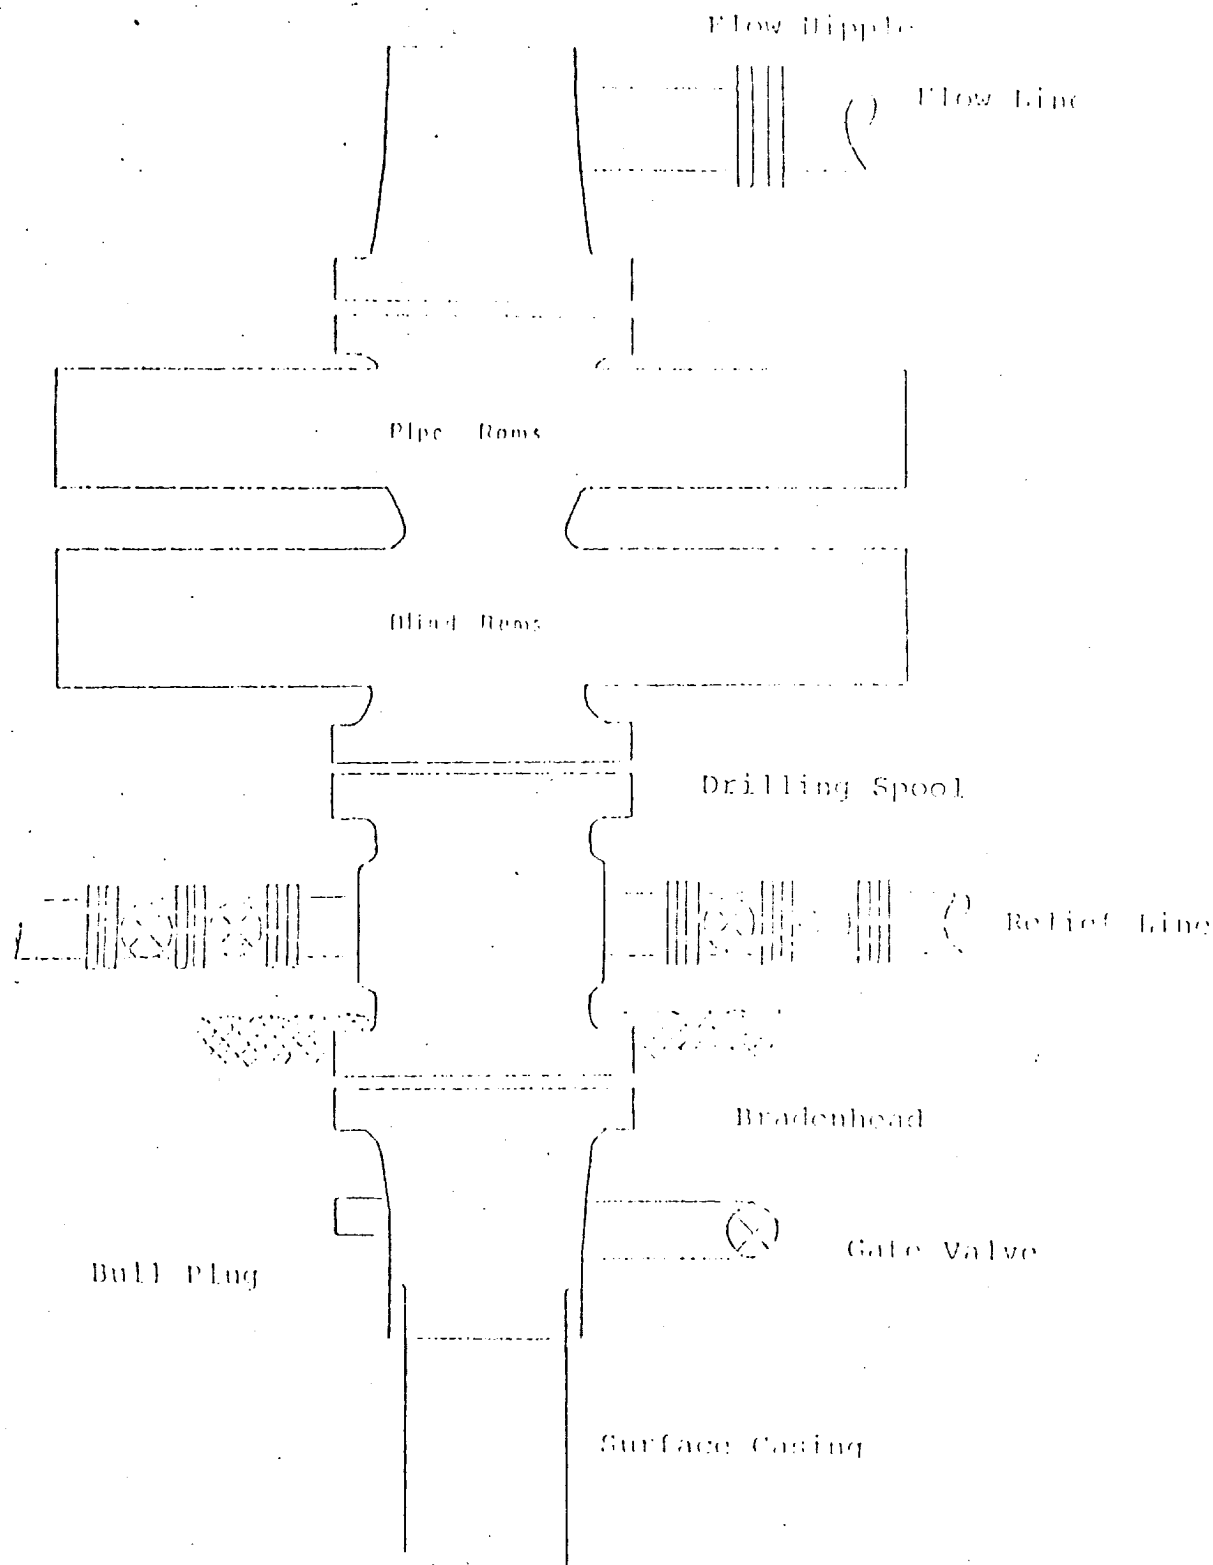 Flow Nipple
Flow Line
Pipe Rams
Blind Rams
Drilling Spool
Relief Line
Bradenhead
Gate Valve
Bull Plug
Surface Casing